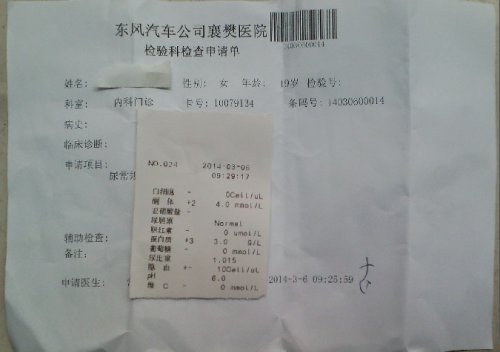 东风汽车公司襄樊医院
检验科检查申请单
14030600014
姓名: 性别: 女 年龄: 19岁 检验号:
科室: 内科门诊 卡号: 10079134 条码号: 14030600014
病史:
临床诊断:
申请项目:
尿常规
NO.024 2014-03-06
09:29:17
白细胞 - 0Cell/uL
酮体 +2 4.0 mmol/L
亚硝酸盐 -
尿胆原 Normal
胆红素 - 0 umol/L
蛋白质 +3 3.0 g/L
葡萄糖 - 0 mmol/L
尿比重 1.015
隐血 +- 10Cell/uL
pH 6.0
维 C - 0 mmol/L
辅助检查:
备注:
申请医生: 2014-3-6 09:25:59